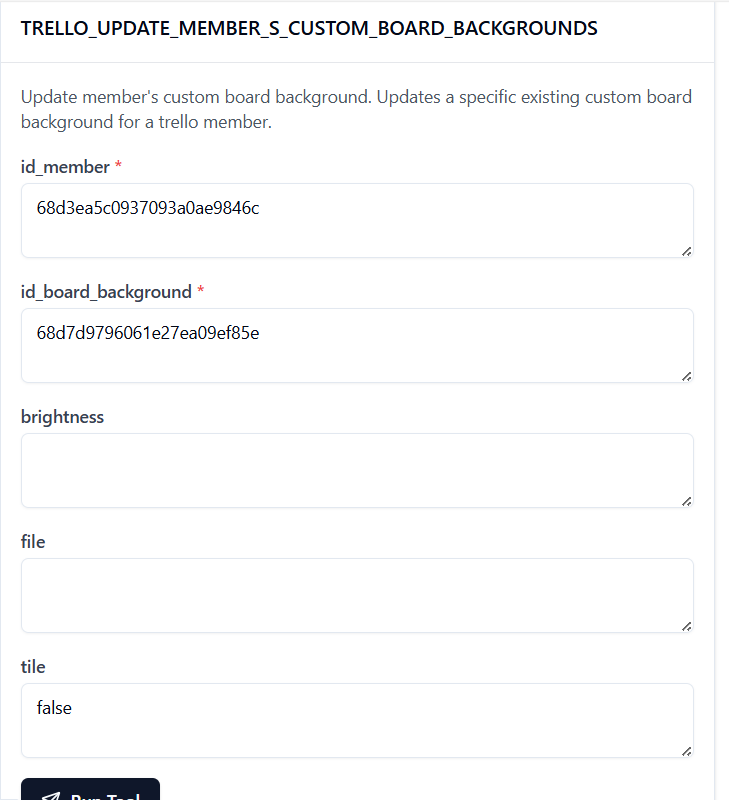 TRELLO_UPDATE_MEMBER_S_CUSTOM_BOARD_BACKGROUNDS
Update member's custom board background. Updates a specific existing custom board
background for a trello member.
id_member *
68d3ea5c0937093a0ae9846c
id_board_background *
68d7d9796061e27ea09ef85e
brightness
file
tile
false
Run Tool